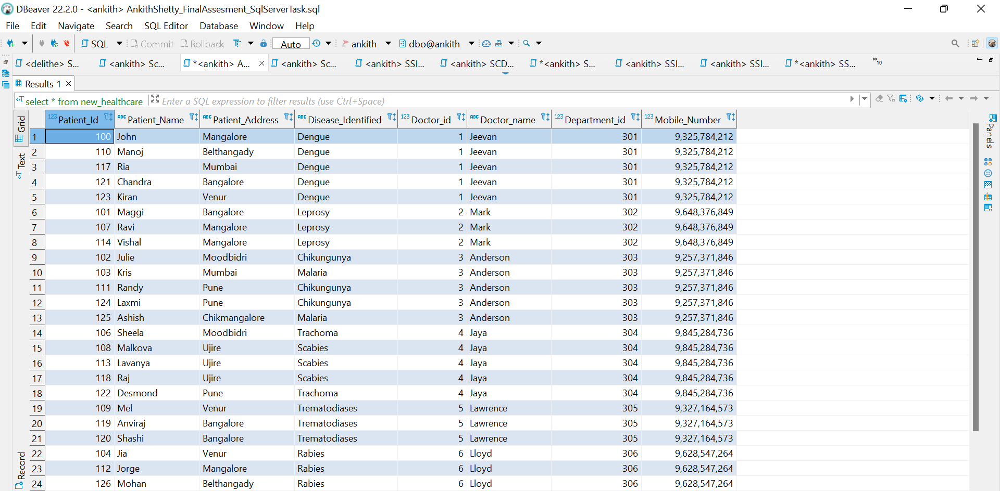 DBeaver 22.2.0 - <ankith> AnkithShetty_FinalAssesment_SqlServerTask.sql
File Edit Navigate Search SQL Editor Database Window Help
SQL Commit Rollback Auto ankith dbo@ankith
<delithe> S... <ankith> Sc... *<ankith> A... <ankith> Sc... <ankith> SSI... <ankith> SCD... *<ankith> S... <ankith> SSI... <ankith> SSI... *<ankith> SS... »10
Results 1
select * from new_healthcare Enter a SQL expression to filter results (use Ctrl+Space)
Grid
Text
Record
Panels
123 Patient_Id ABC Patient_Name ABC Patient_Address ABC Disease_Identified 123 Doctor_id ABC Doctor_name 123 Department_id 123 Mobile_Number
1 100 John Mangalore Dengue 1 Jeevan 301 9,325,784,212
2 110 Manoj Belthangady Dengue 1 Jeevan 301 9,325,784,212
3 117 Ria Mumbai Dengue 1 Jeevan 301 9,325,784,212
4 121 Chandra Bangalore Dengue 1 Jeevan 301 9,325,784,212
5 123 Kiran Venur Dengue 1 Jeevan 301 9,325,784,212
6 101 Maggi Bangalore Leprosy 2 Mark 302 9,648,376,849
7 107 Ravi Mangalore Leprosy 2 Mark 302 9,648,376,849
8 114 Vishal Mangalore Leprosy 2 Mark 302 9,648,376,849
9 102 Julie Moodbidri Chikungunya 3 Anderson 303 9,257,371,846
10 103 Kris Mumbai Malaria 3 Anderson 303 9,257,371,846
11 111 Randy Pune Chikungunya 3 Anderson 303 9,257,371,846
12 124 Laxmi Pune Chikungunya 3 Anderson 303 9,257,371,846
13 125 Ashish Chikmangalore Malaria 3 Anderson 303 9,257,371,846
14 106 Sheela Moodbidri Trachoma 4 Jaya 304 9,845,284,736
15 108 Malkova Ujire Scabies 4 Jaya 304 9,845,284,736
16 113 Lavanya Ujire Scabies 4 Jaya 304 9,845,284,736
17 118 Raj Ujire Scabies 4 Jaya 304 9,845,284,736
18 122 Desmond Pune Trachoma 4 Jaya 304 9,845,284,736
19 109 Mel Venur Trematodiases 5 Lawrence 305 9,327,164,573
20 119 Anviraj Bangalore Trematodiases 5 Lawrence 305 9,327,164,573
21 120 Shashi Bangalore Trematodiases 5 Lawrence 305 9,327,164,573
22 104 Jia Venur Rabies 6 Lloyd 306 9,628,547,264
23 112 Jorge Mangalore Rabies 6 Lloyd 306 9,628,547,264
24 126 Mohan Belthangady Rabies 6 Lloyd 306 9,628,547,264